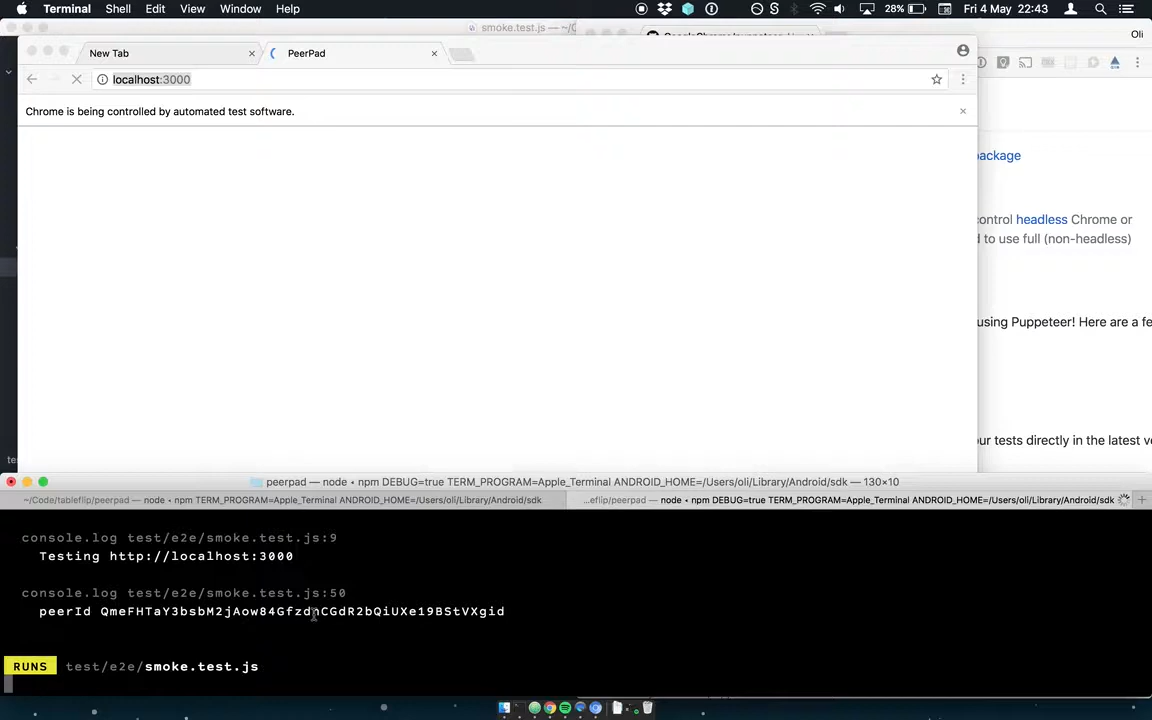 Terminal Shell Edit View Window Help 28% Fri 4 May 22:43
smoke.test.js — ~/C
Oli
New Tab PeerPad
localhost:3000
Chrome is being controlled by automated test software.
package
control headless Chrome or
d to use full (non-headless)
using Puppeteer! Here are a fe
ur tests directly in the latest v
te
peerpad — node • npm DEBUG=true TERM_PROGRAM=Apple_Terminal ANDROID_HOME=/Users/oli/Library/Android/sdk — 130×10
~/Code/tableflip/peerpad — node • npm TERM_PROGRAM=Apple_Terminal ANDROID_HOME=/Users/oli/Library/Android/sdk
...eflip/peerpad — node • npm DEBUG=true TERM_PROGRAM=Apple_Terminal ANDROID_HOME=/Users/oli/Library/Android/sdk
console.log test/e2e/smoke.test.js:9
Testing http://localhost:3000
console.log test/e2e/smoke.test.js:50
peerId QmeFHTaY3bsbM2jAow84GfzdnCGdR2bQiUXe19BStVXgid
RUNS test/e2e/smoke.test.js